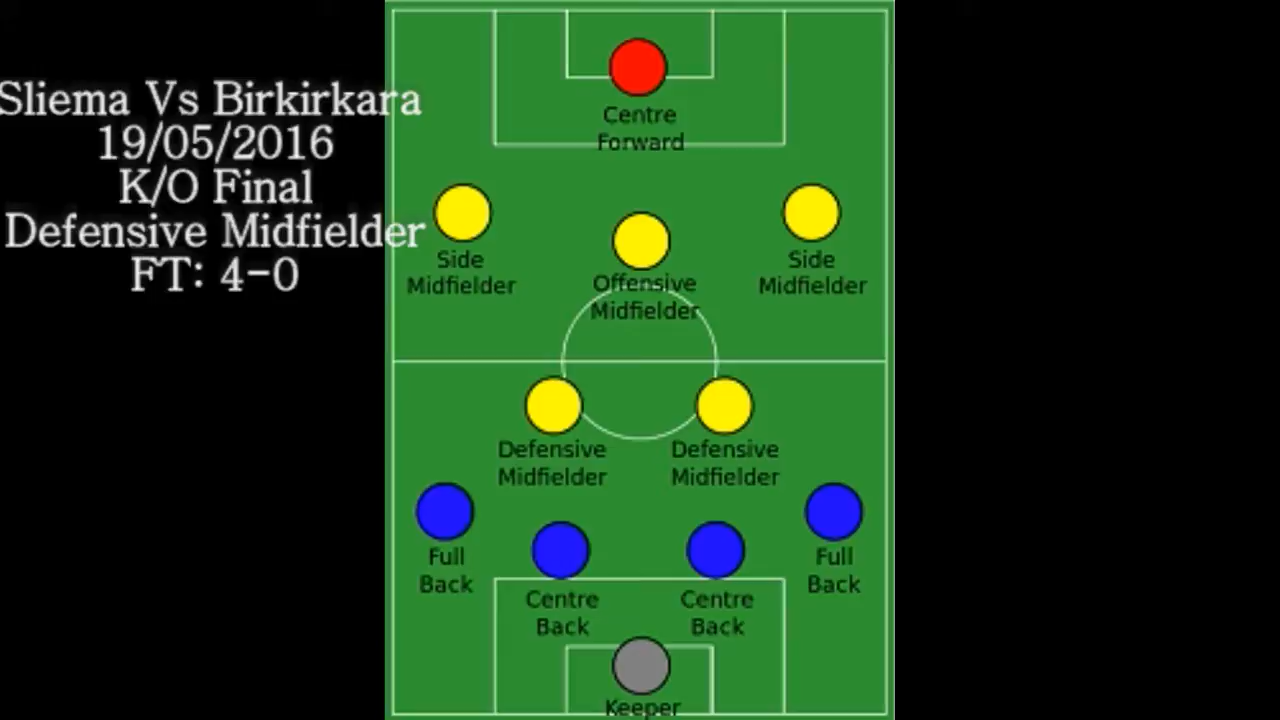 Sliema Vs Birkirkara
19/05/2016
K/O Final
Defensive Midfielder
FT: 4-0
Centre
Forward
Side
Midfielder
Offensive
Midfielder
Side
Midfielder
Defensive
Midfielder
Defensive
Midfielder
Full
Back
Centre
Back
Centre
Back
Full
Back
Keeper